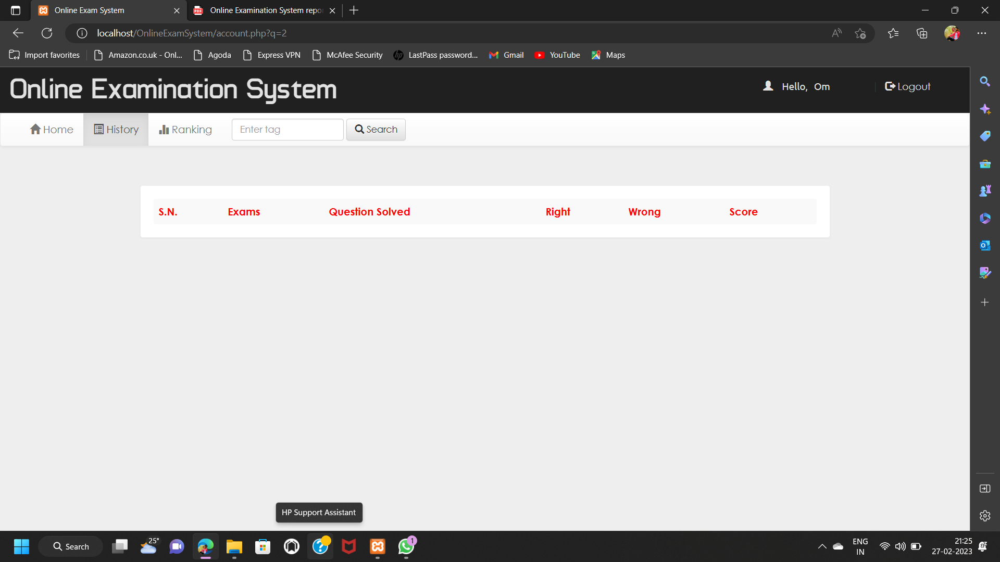 Online Exam System
Online Examination System repo
localhost/OnlineExamSystem/account.php?q=2
Import favorites
Amazon.co.uk - Onl...
Agoda
Express VPN
McAfee Security
LastPass password...
Gmail
YouTube
Maps
Online Examination System
Hello, Om
Logout
Home
History
Ranking
Enter tag
Search
S.N. Exams Question Solved Right Wrong Score
HP Support Assistant
Search
25°
1
ENG
IN
21:25
27-02-2023